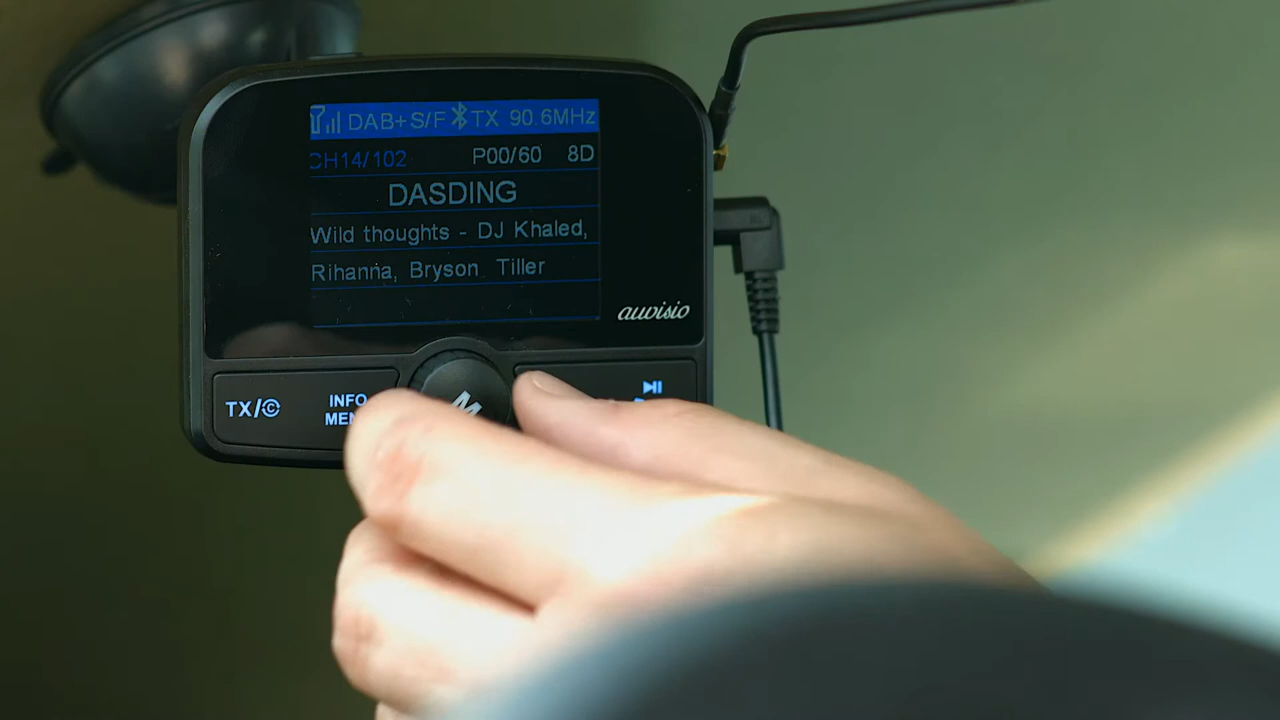 DAB+ S/F TX 90.6MHz
CH14/102 P00/60 8D
DASDING
Wild thoughts - DJ Khaled,
Rihanna, Bryson Tiller
auvisio
TX/C
INFO
M